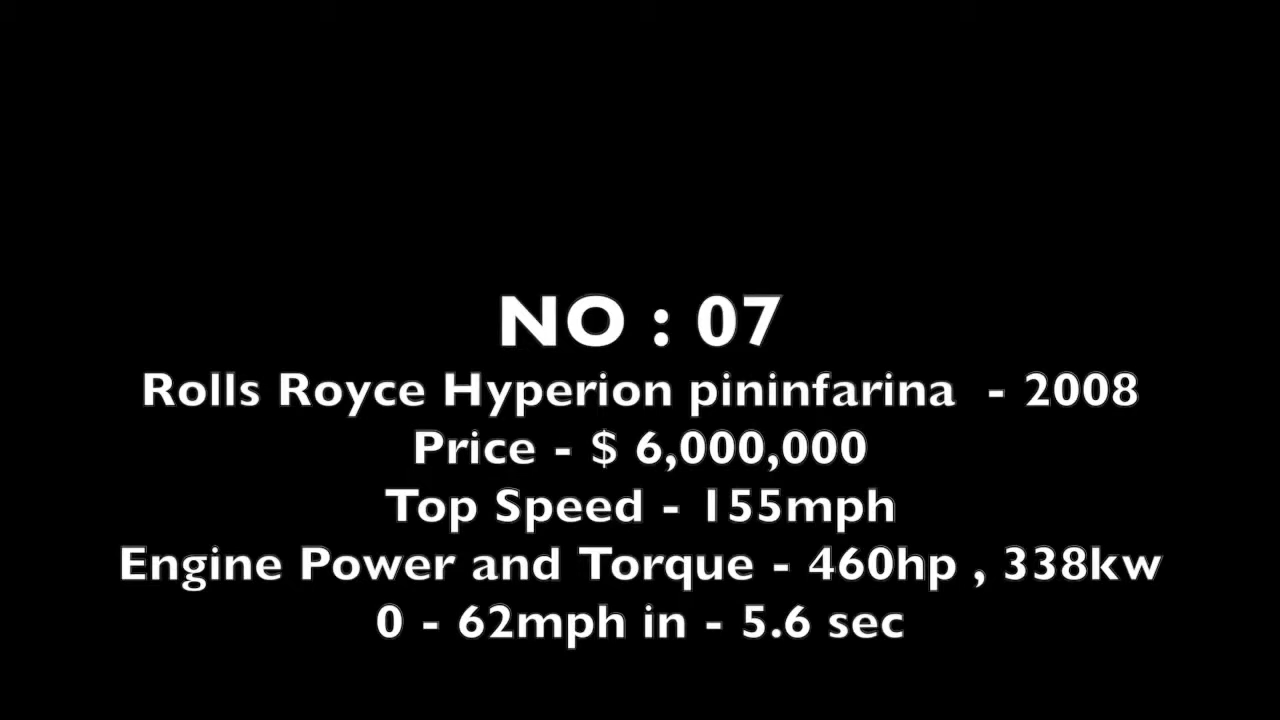 NO : 07
Rolls Royce Hyperion pininfarina - 2008
Price - $ 6,000,000
Top Speed - 155mph
Engine Power and Torque - 460hp , 338kw
0 - 62mph in - 5.6 sec